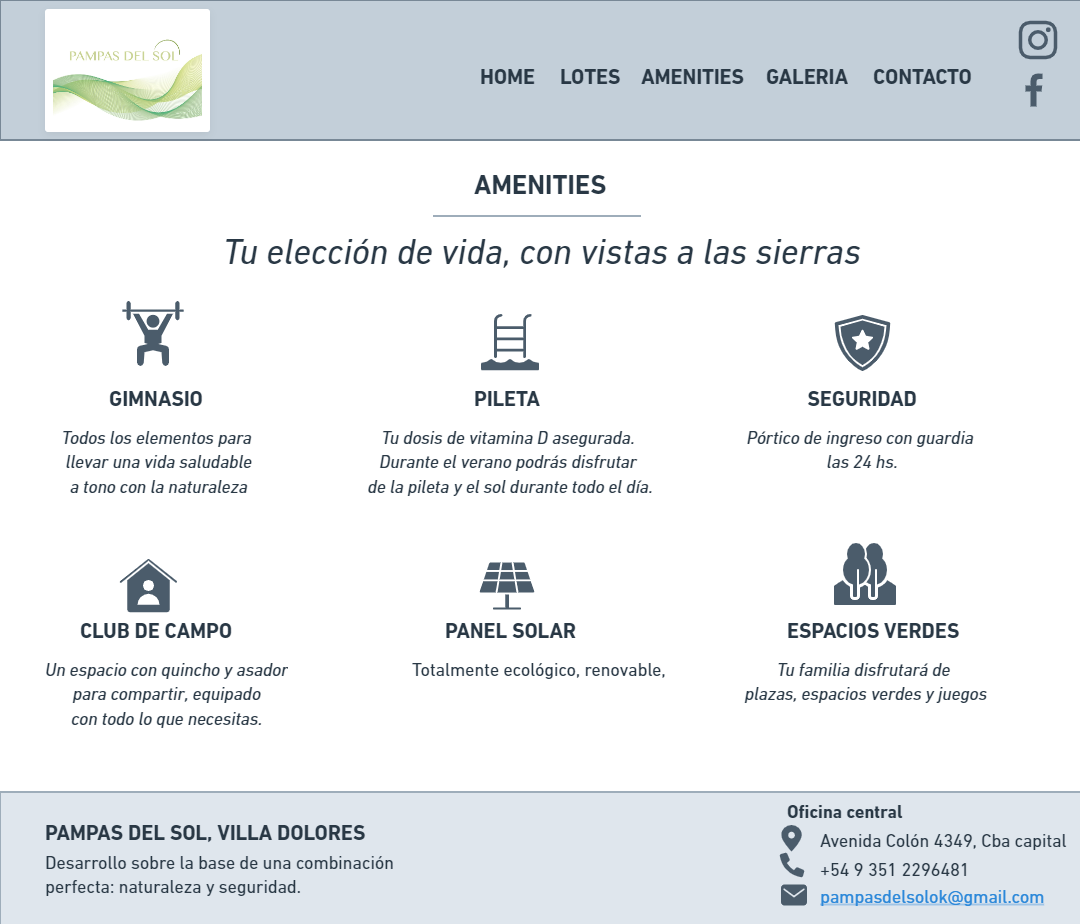 PAMPAS DEL SOL
HOME LOTES AMENITIES GALERIA CONTACTO
AMENITIES
Tu elección de vida, con vistas a las sierras
GIMNASIO
Todos los elementos para
llevar una vida saludable
a tono con la naturaleza
PILETA
Tu dosis de vitamina D asegurada.
Durante el verano podrás disfrutar
de la pileta y el sol durante todo el día.
SEGURIDAD
Pórtico de ingreso con guardia
las 24 hs.
CLUB DE CAMPO
Un espacio con quincho y asador
para compartir, equipado
con todo lo que necesitas.
PANEL SOLAR
Totalmente ecológico, renovable,
ESPACIOS VERDES
Tu familia disfrutará de
plazas, espacios verdes y juegos
PAMPAS DEL SOL, VILLA DOLORES
Desarrollo sobre la base de una combinación
perfecta: naturaleza y seguridad.
Oficina central
Avenida Colón 4349, Cba capital
+54 9 351 2296481
pampasdelsolok@gmail.com